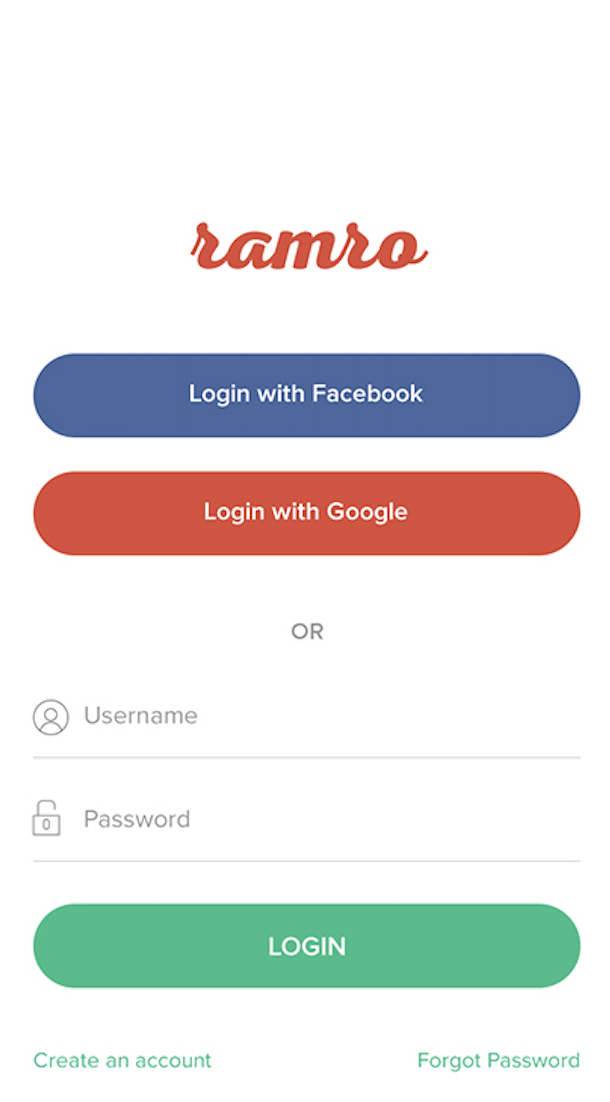 ramro
Login with Facebook
Login with Google
OR
Username
Password
LOGIN
Create an account
Forgot Password